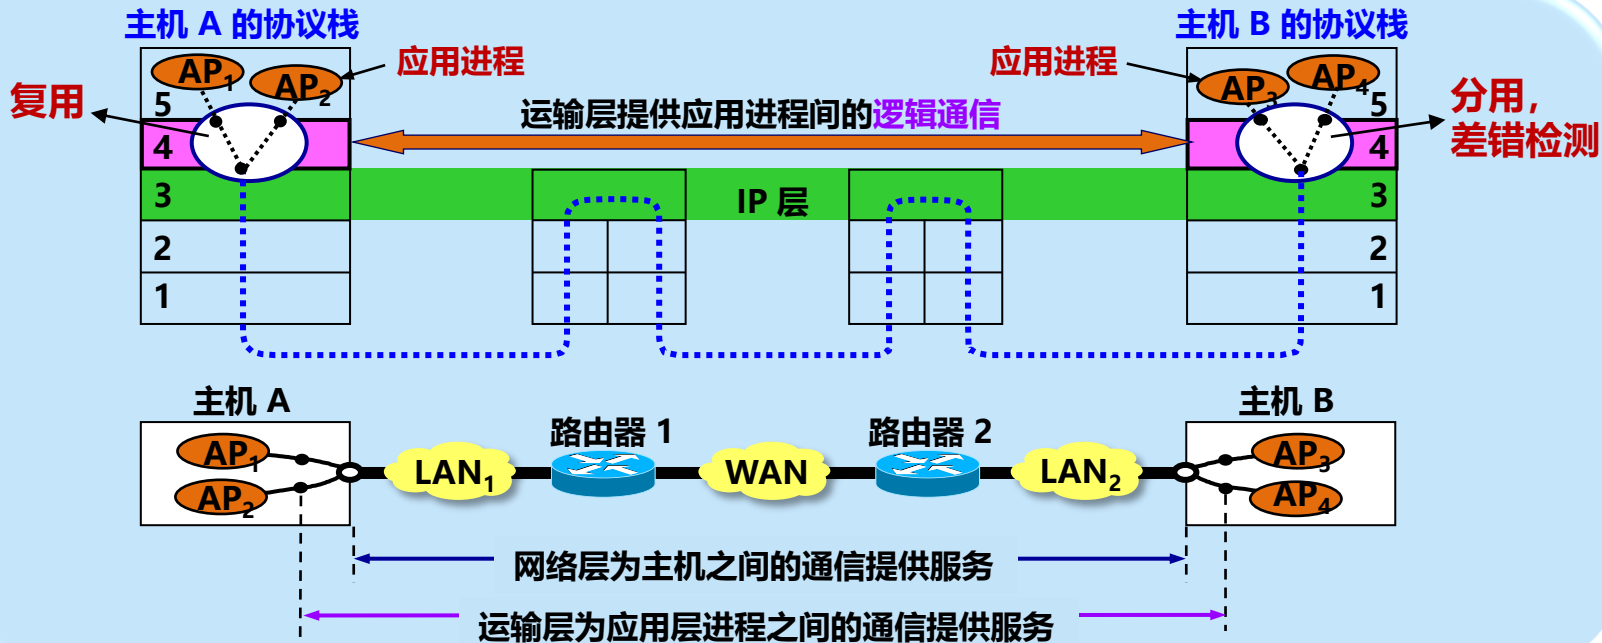 主机 A 的协议栈
主机 B 的协议栈
AP1
AP2
应用进程
应用进程
AP3
AP4
复用
5
运输层提供应用进程间的逻辑通信
5
分用，
差错检测
4
4
3
IP 层
3
2
2
1
1
主机 A
主机 B
路由器 1
路由器 2
AP1
AP2
LAN1
WAN
LAN2
AP3
AP4
网络层为主机之间的通信提供服务
运输层为应用层进程之间的通信提供服务